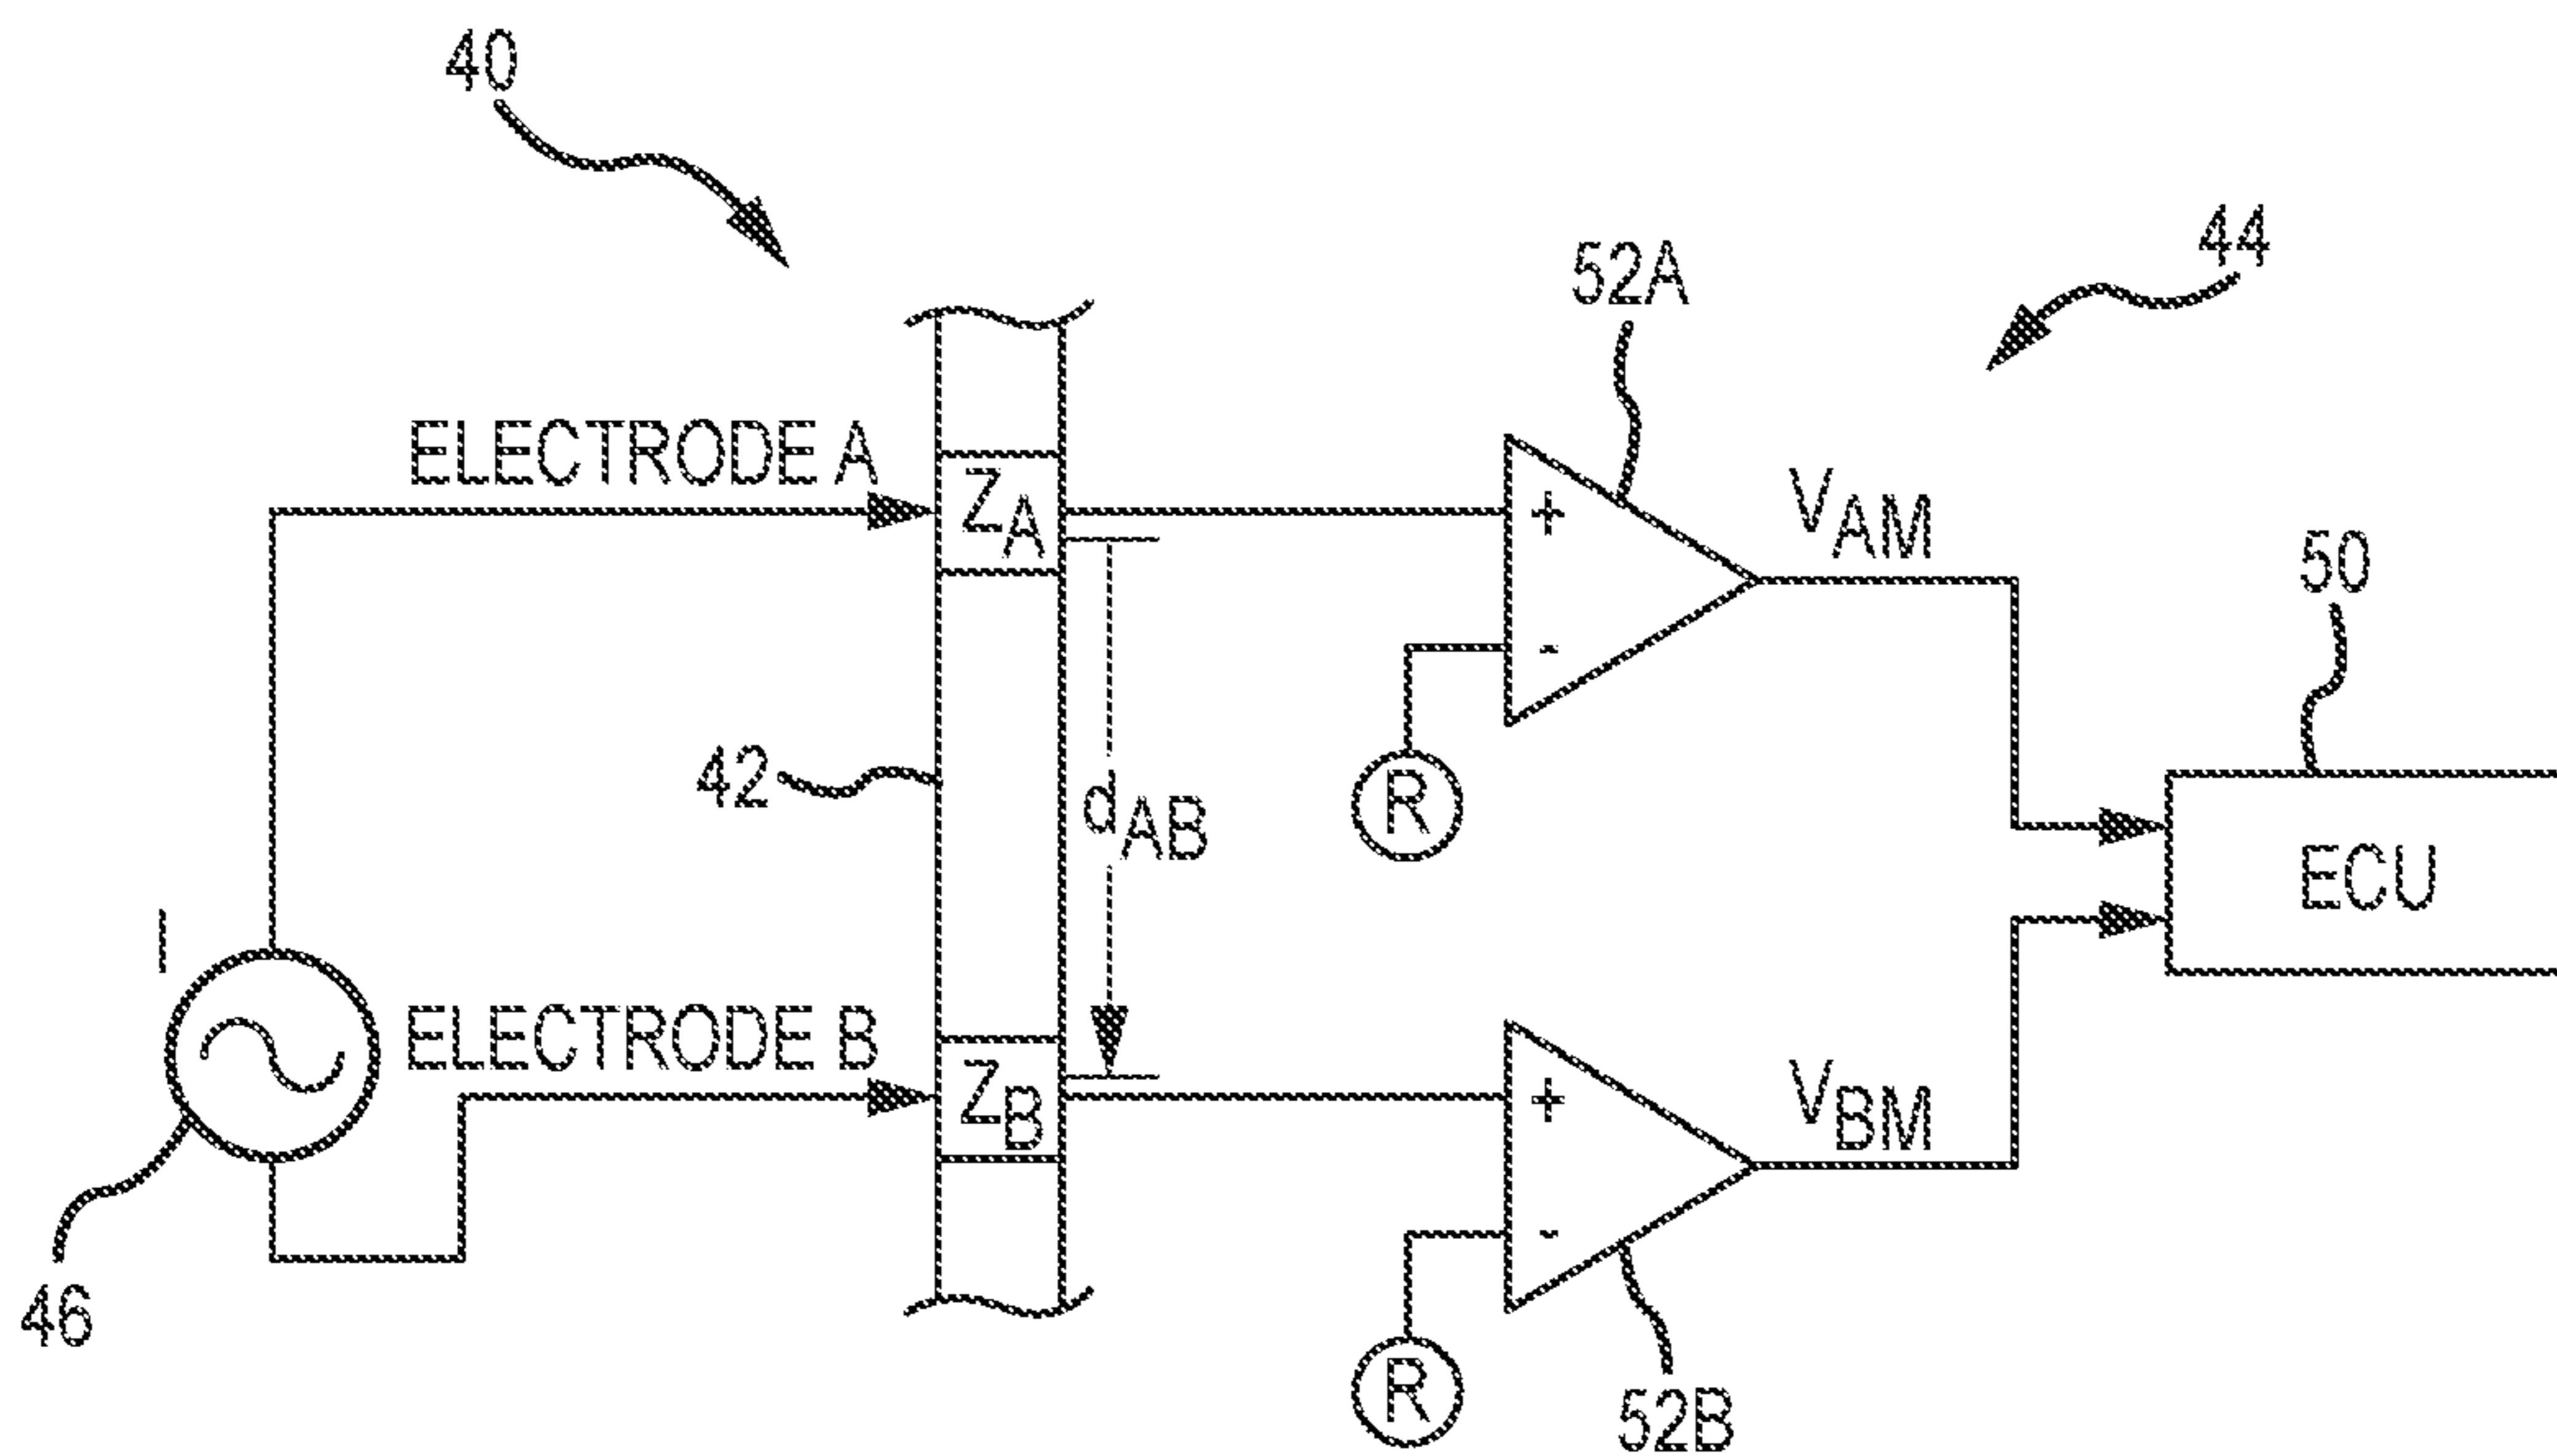 40
44
52A
ELECTRODE A
Z_A
+
V_AM
50
-
42
d_AB
R
ECU
I
ELECTRODE B
Z_B
+
V_BM
-
46
R
52B